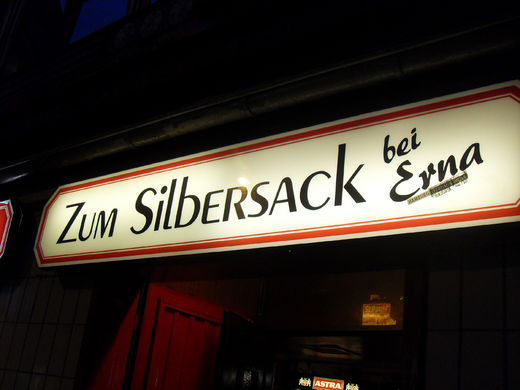 ZUM SILBERSACK
bei
Erna
ASTRA